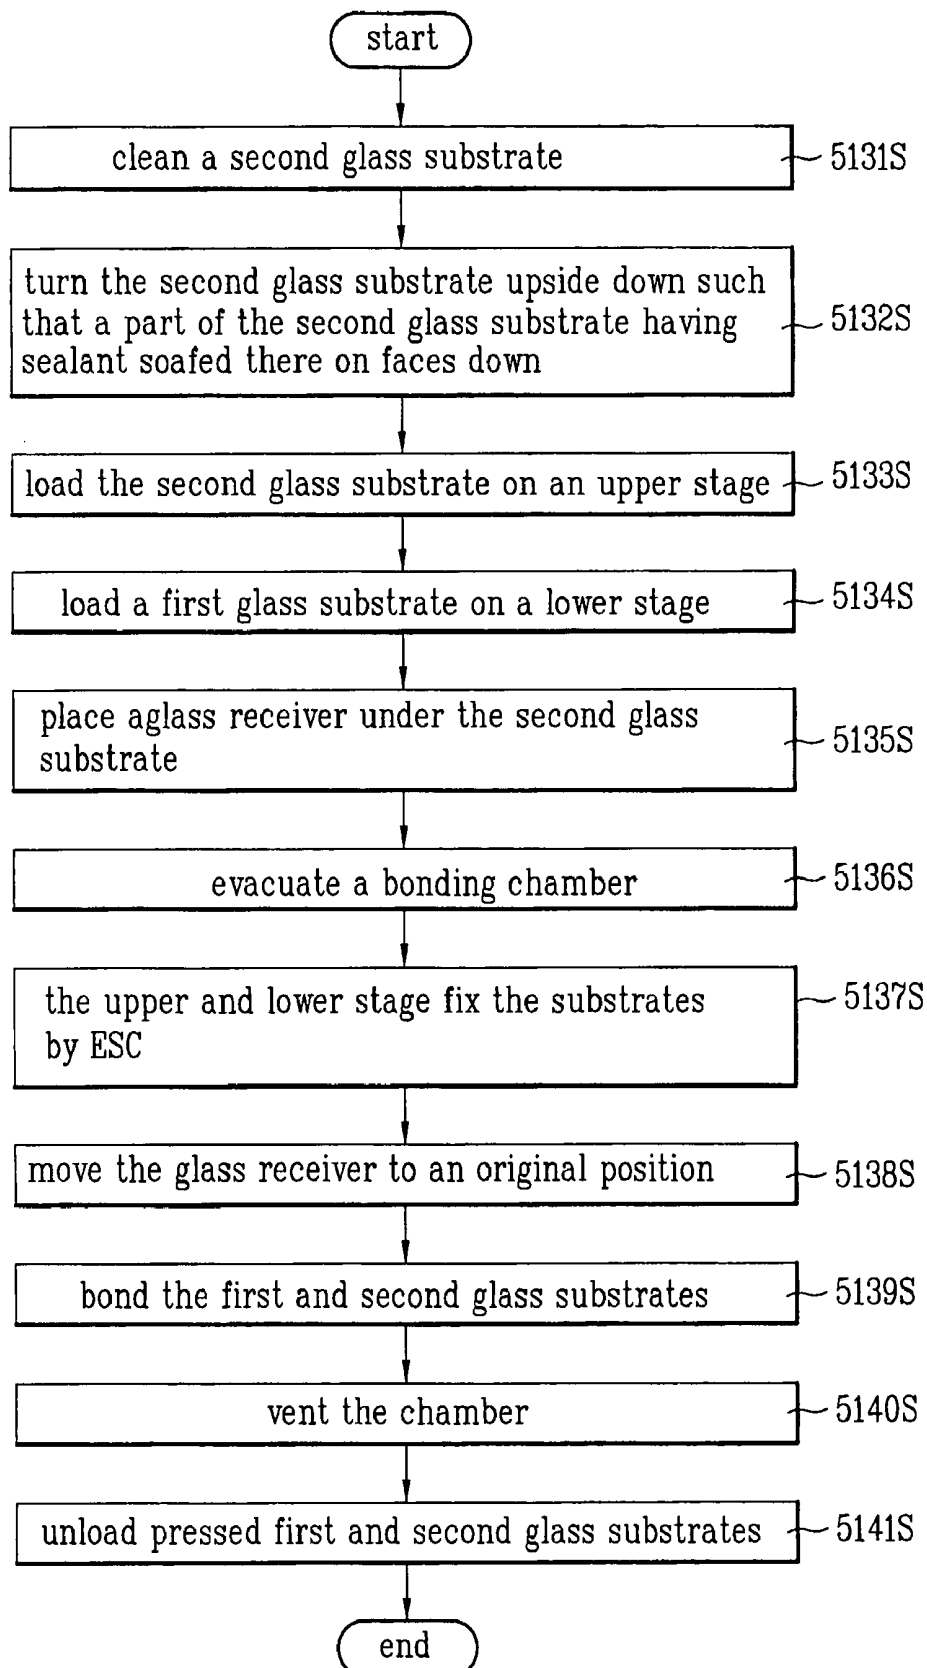 start
clean a second glass substrate
5131S
turn the second glass substrate upside down such
that a part of the second glass substrate having
sealant soafed there on faces down
5132S
load the second glass substrate on an upper stage
5133S
load a first glass substrate on a lower stage
5134S
place aglass receiver under the second glass
substrate
5135S
evacuate a bonding chamber
5136S
the upper and lower stage fix the substrates
by ESC
5137S
move the glass receiver to an original position
5138S
bond the first and second glass substrates
5139S
vent the chamber
5140S
unload pressed first and second glass substrates
5141S
end